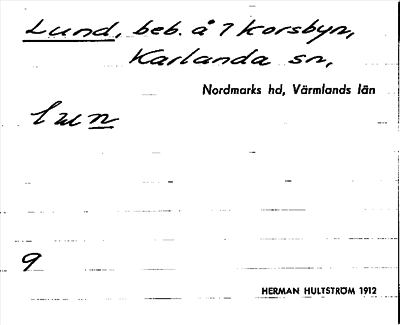 Lund, beb. å 7 Korsbyn,
Karlanda sn,
Nordmarks hd, Värmlands län
lun
9
HERMAN HULTSTRÖM 1912